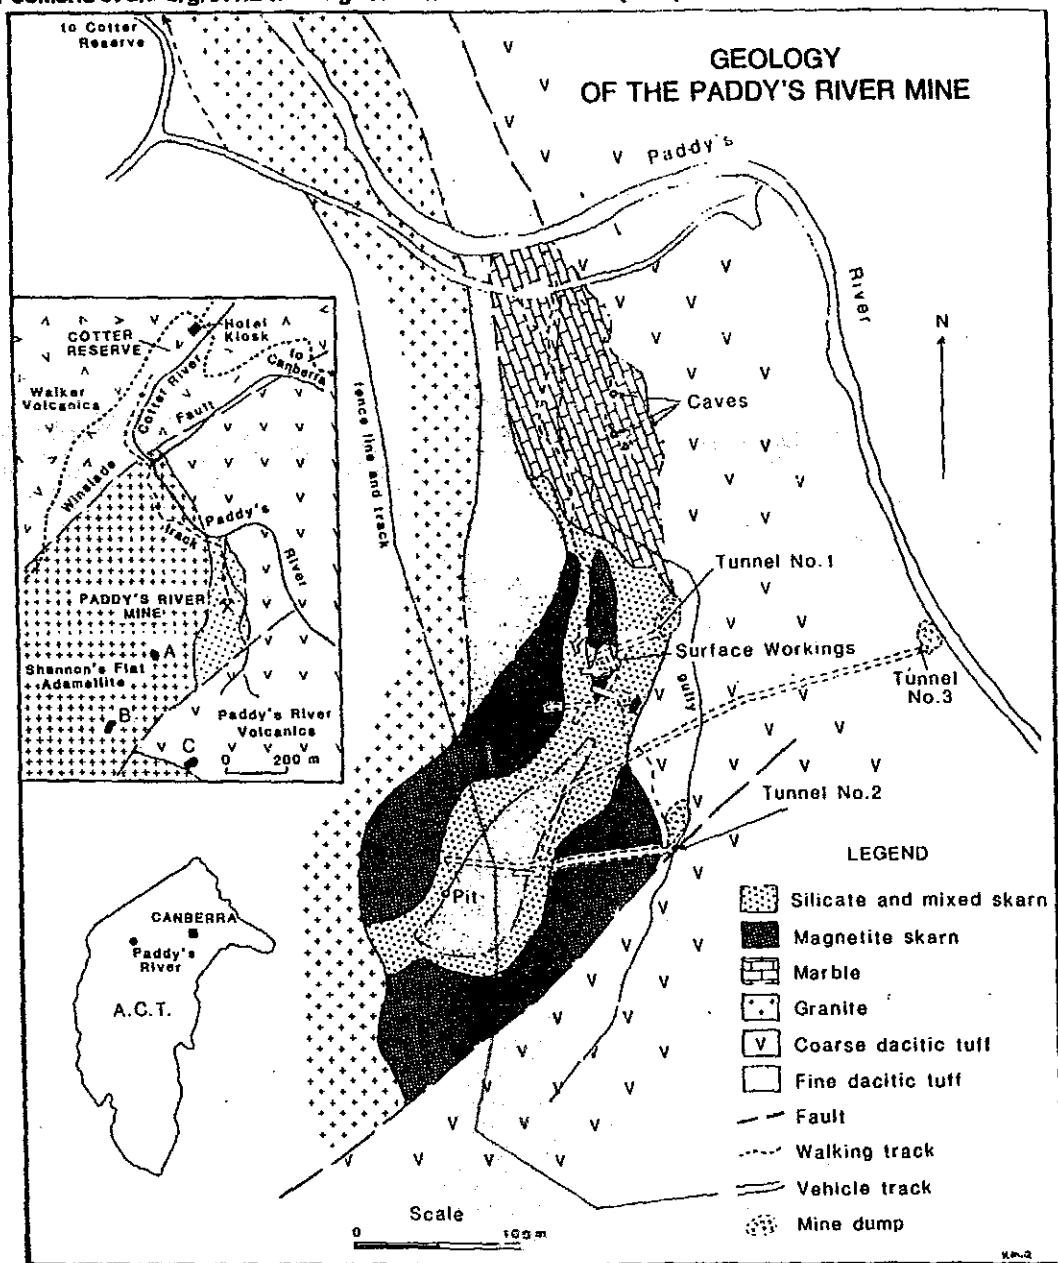 GEOLOGY
OF THE PADDY'S RIVER MINE
to Cotter
Reserve
Paddy's
River
N
COTTER
RESERVE
Hotel
Kiosk
to
Canberra
Walker
Volcanics
Cotter River
Fault
Winslade
Paddy's
River
track
PADDY'S RIVER
MINE
A
Shannon's Flat
Adamellite
B
C
Paddy's River
Volcanics
0 200 m
fence line and track
Caves
Tunnel No.1
Surface Workings
gully
Tunnel
No.3
Tunnel No.2
Pit
CANBERRA
Paddy's
River
A.C.T.
LEGEND
Silicate and mixed skarn
Magnetite skarn
Marble
Granite
V Coarse dacitic tuff
Fine dacitic tuff
Fault
Walking track
Vehicle track
Mine dump
Scale
0 100 m